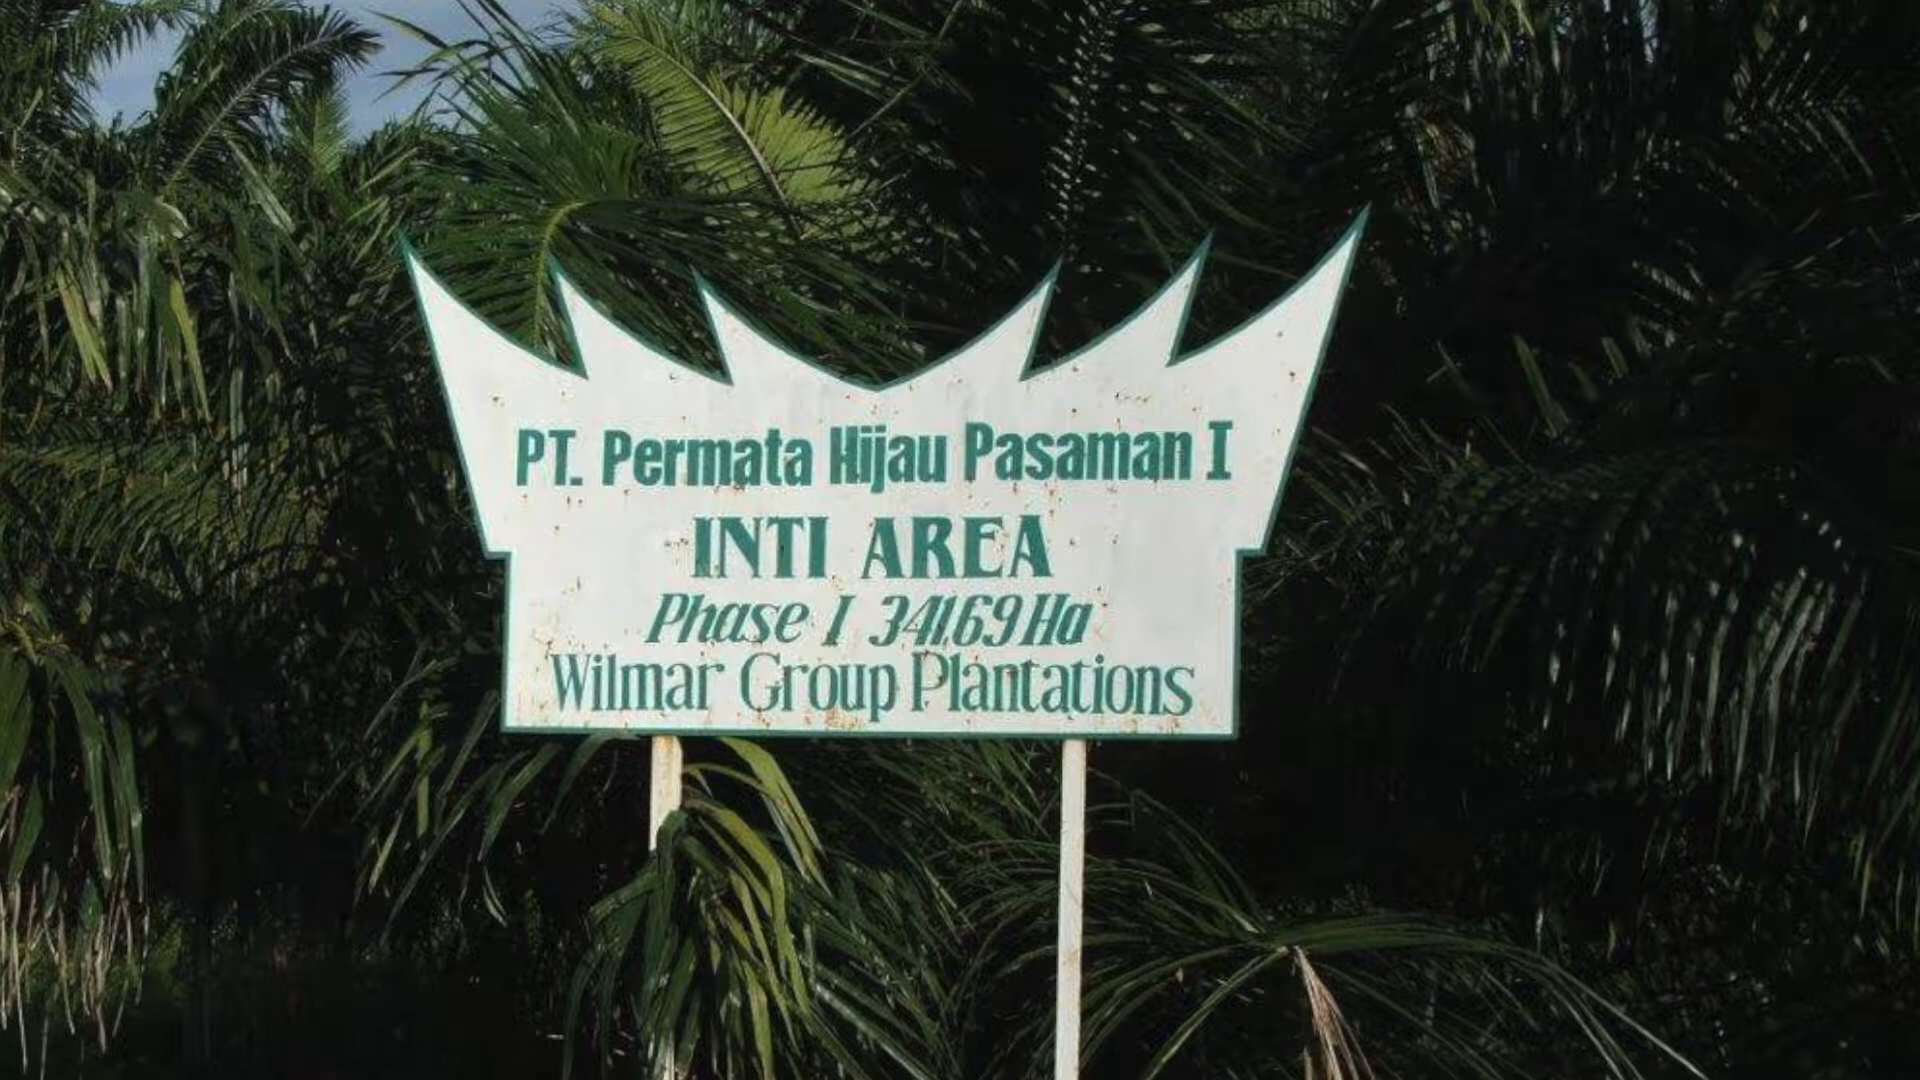 PT. Permata Hijau Pasaman I
INTI AREA
Phase I 341.69 Ha
Wilmar Group Plantations